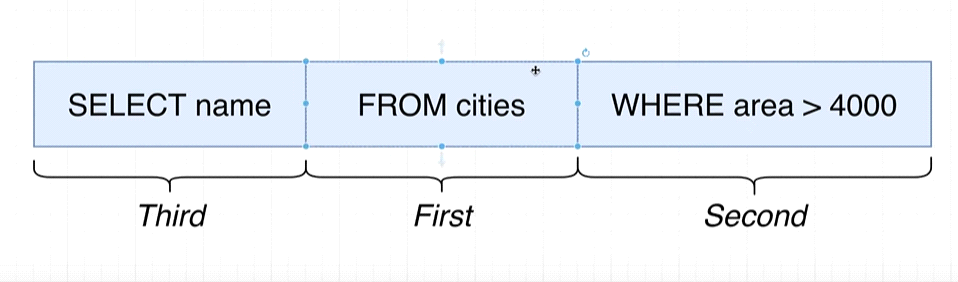 SELECT name FROM cities WHERE area > 4000
Third First Second